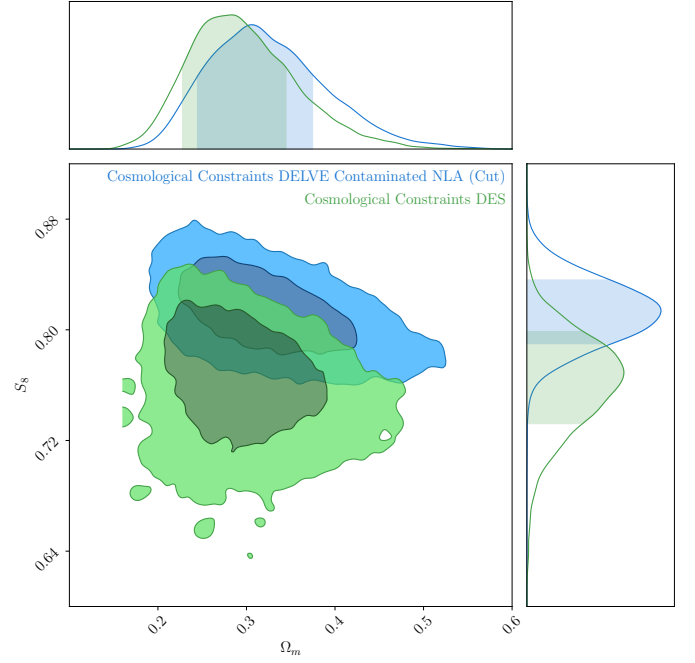 Cosmological Constraints DELVE Contaminated NLA (Cut)
Cosmological Constraints DES
0.88
0.80
0.72
0.64
S₈
0.2
0.3
0.4
0.5
0.6
Ωₘ